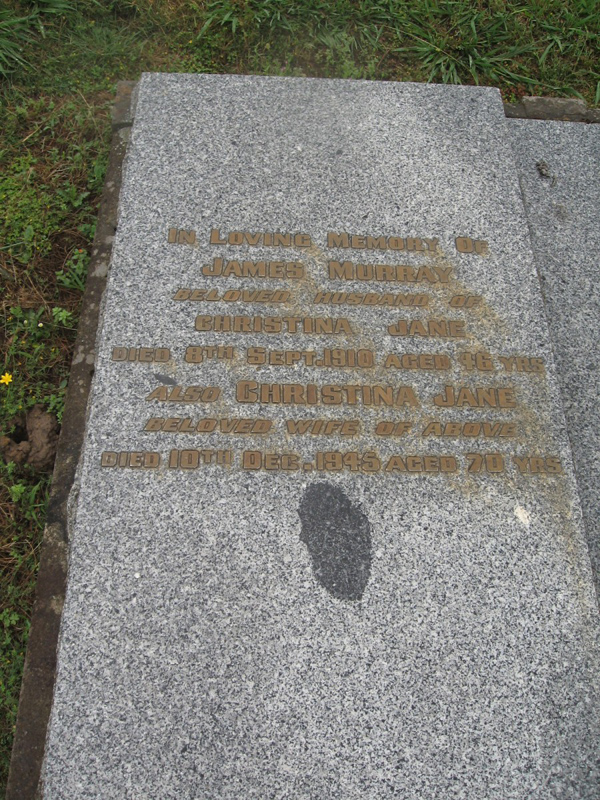 In Loving Memory Of
James Murray
Beloved Husband Of
Christina Jane
Died 8th Sept. 1910 Aged 46 Yrs
Also Christina Jane
Beloved Wife Of Above
Died 10th Dec. 1945 Aged 70 Yrs